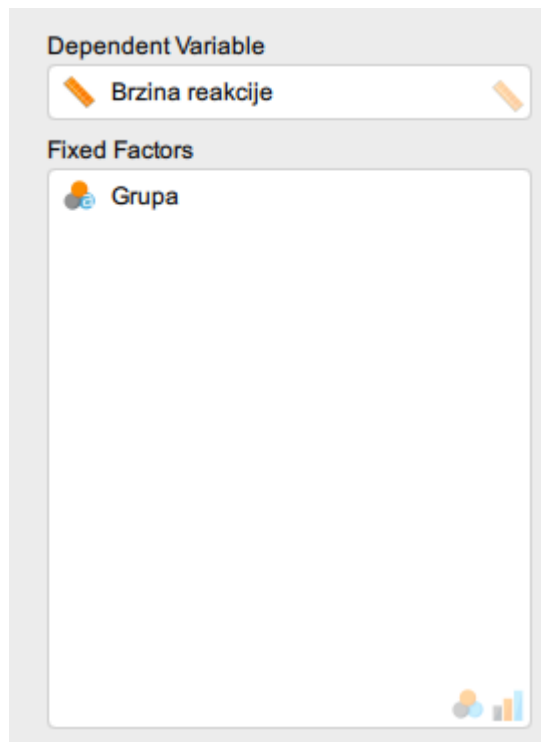 Dependent Variable
Brzina reakcije
Fixed Factors
Grupa